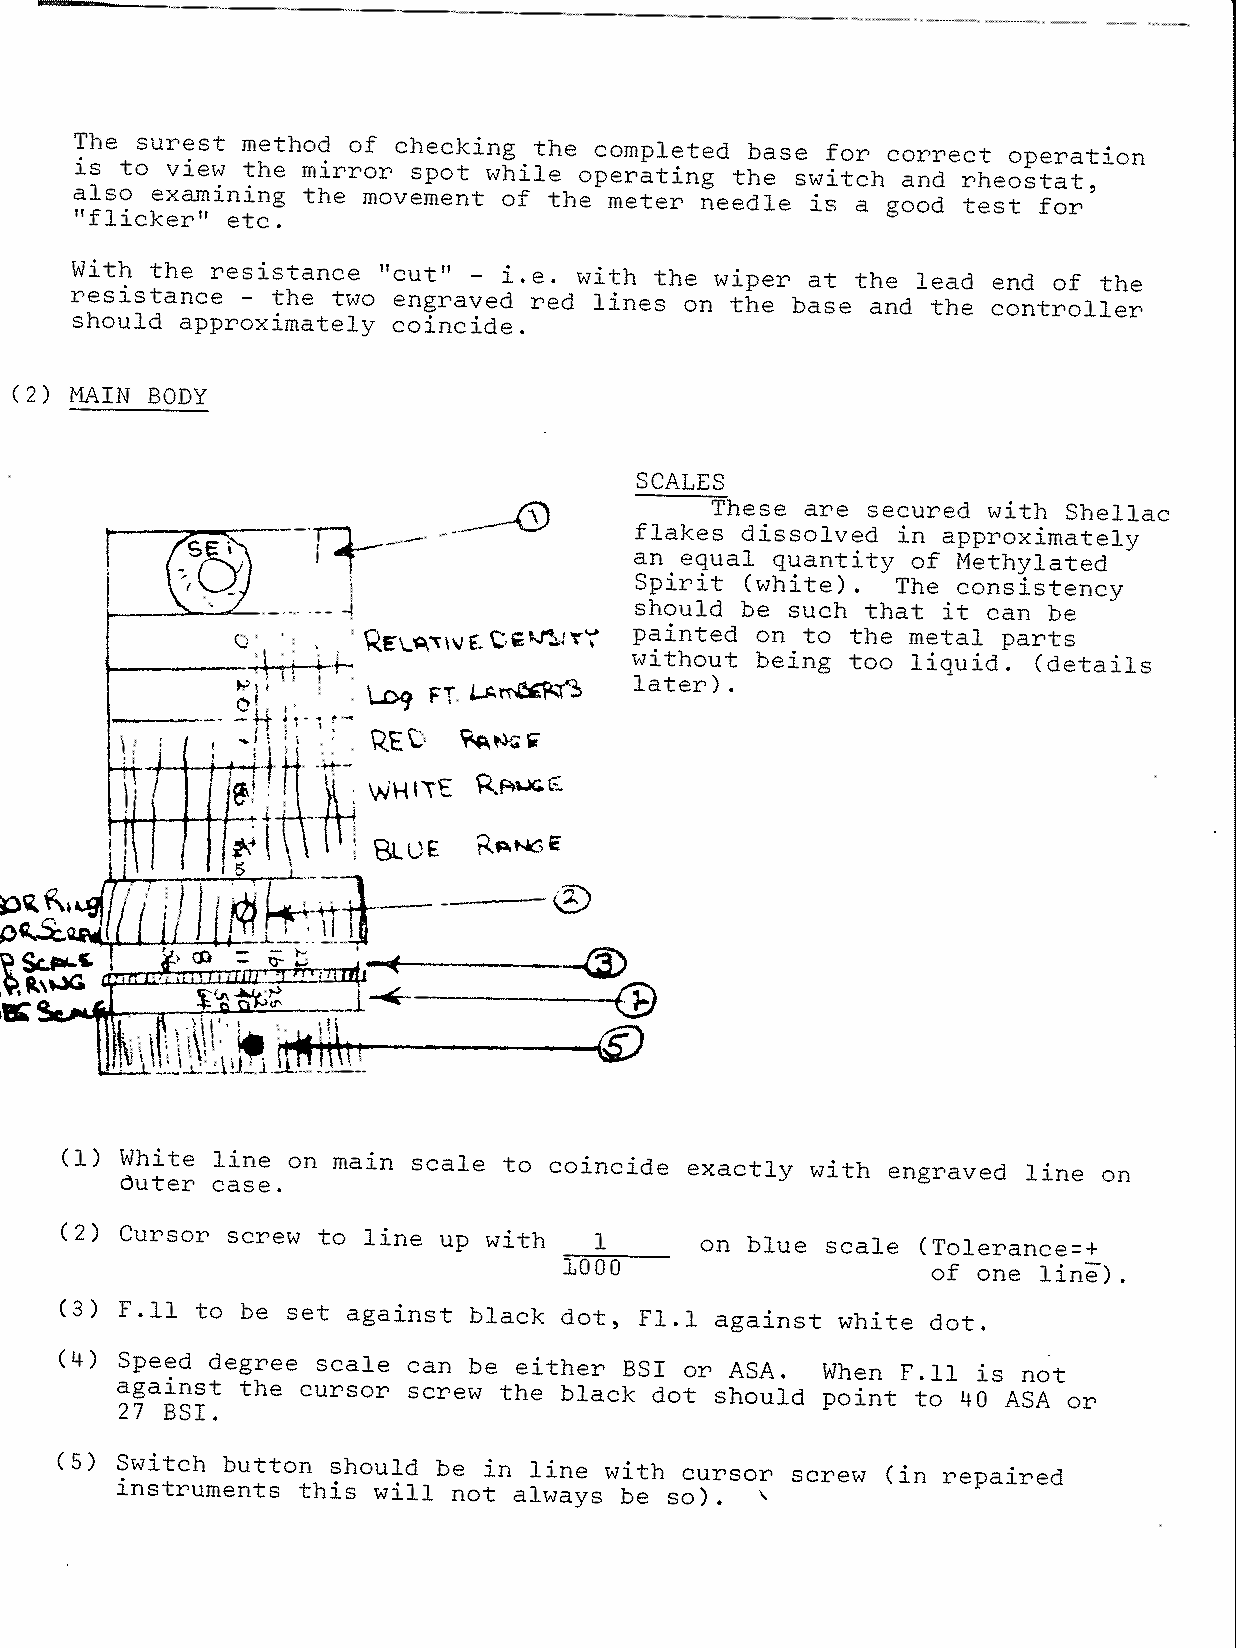 The surest method of checking the completed base for correct operation
is to view the mirror spot while operating the switch and rheostat,
also examining the movement of the meter needle is a good test for
"flicker" etc.
With the resistance "cut" - i.e. with the wiper at the lead end of the
resistance - the two engraved red lines on the base and the controller
should approximately coincide.
(2) MAIN BODY
SCALES
These are secured with Shellac
flakes dissolved in approximately
an equal quantity of Methylated
Spirit (white). The consistency
should be such that it can be
painted on to the metal parts
without being too liquid. (details
later).
1
SEI
RELATIVE DENSITY
LOG FT. LAMBERTS
RED RANGE
WHITE RANGE
BLUE RANGE
OR RING
2
OR SCREW
P SCALE
8 11 16 22
3
P. RING
SCALE
50 40 32 25
5
(1) White line on main scale to coincide exactly with engraved line on
outer case.
(2) Cursor screw to line up with 1 on blue scale (Tolerance=+
1000 of one line).
(3) F.11 to be set against black dot, F1.1 against white dot.
(4) Speed degree scale can be either BSI or ASA. When F.11 is not
against the cursor screw the black dot should point to 40 ASA or
27 BSI.
(5) Switch button should be in line with cursor screw (in repaired
instruments this will not always be so).